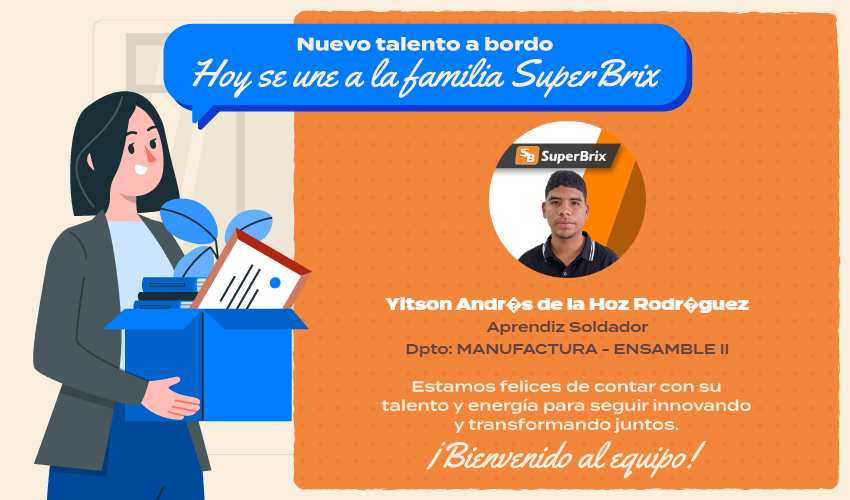 Nuevo talento a bordo
Hoy se une a la familia SuperBrix
SB SuperBrix
Yitson Andr�s de la Hoz Rodr�guez
Aprendiz Soldador
Dpto: MANUFACTURA - ENSAMBLE II
Estamos felices de contar con su
talento y energía para seguir innovando
y transformando juntos.
¡Bienvenido al equipo!